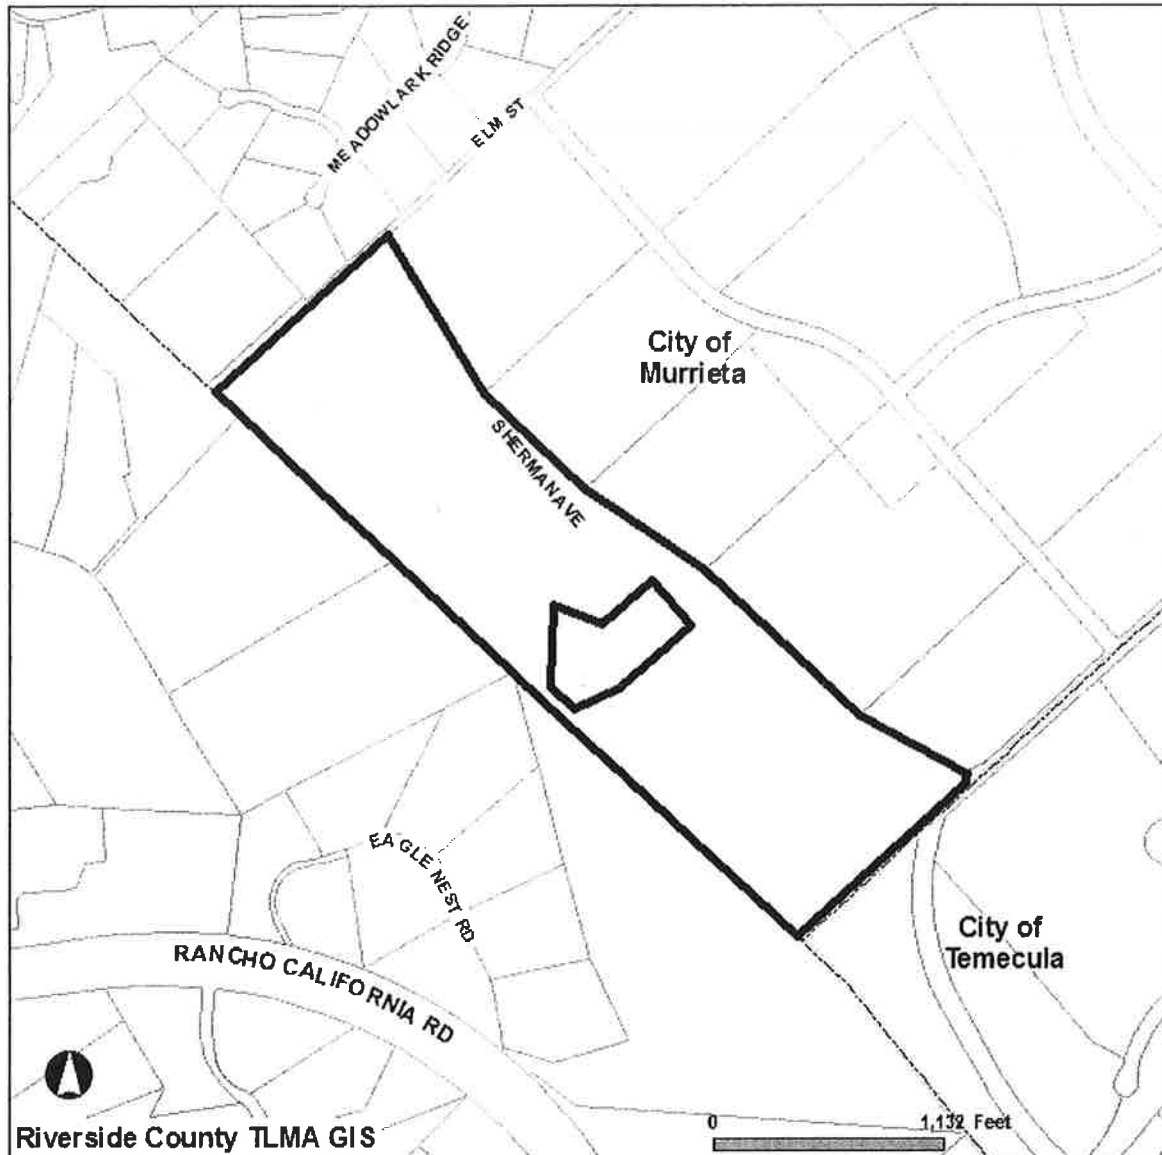 MEADOWLARK RIDGE
ELM ST
City of
Murrieta
SHERMAN AVE
EAGLE NEST RD
RANCHO CALIFORNIA RD
City of
Temecula
0 1,132 Feet
Riverside County TLMA GIS